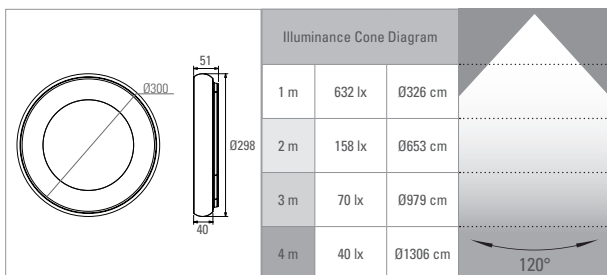 51
Ø300
Ø298
40
Illuminance Cone Diagram
1 m 632 lx Ø326 cm
2 m 158 lx Ø653 cm
3 m 70 lx Ø979 cm
4 m 40 lx Ø1306 cm
120°